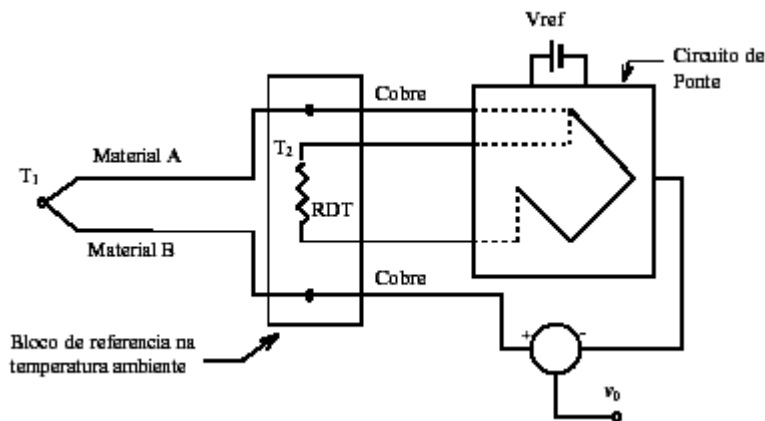 Vref
Circuito de
Ponte
Cobre
T₂
Material A
T₁
RDT
Material B
Cobre
Bloco de referencia na
temperatura ambiente
+
-
v₀